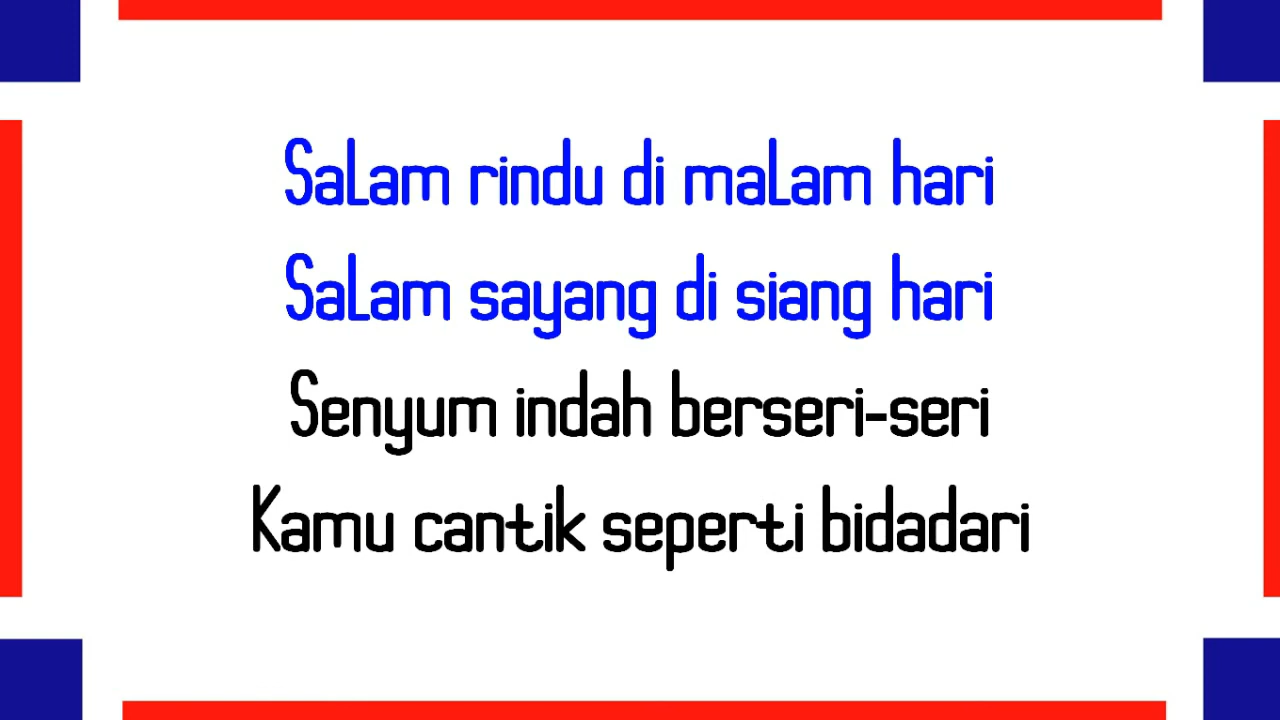 Salam rindu di malam hari
Salam sayang di siang hari
Senyum indah berseri-seri
Kamu cantik seperti bidadari